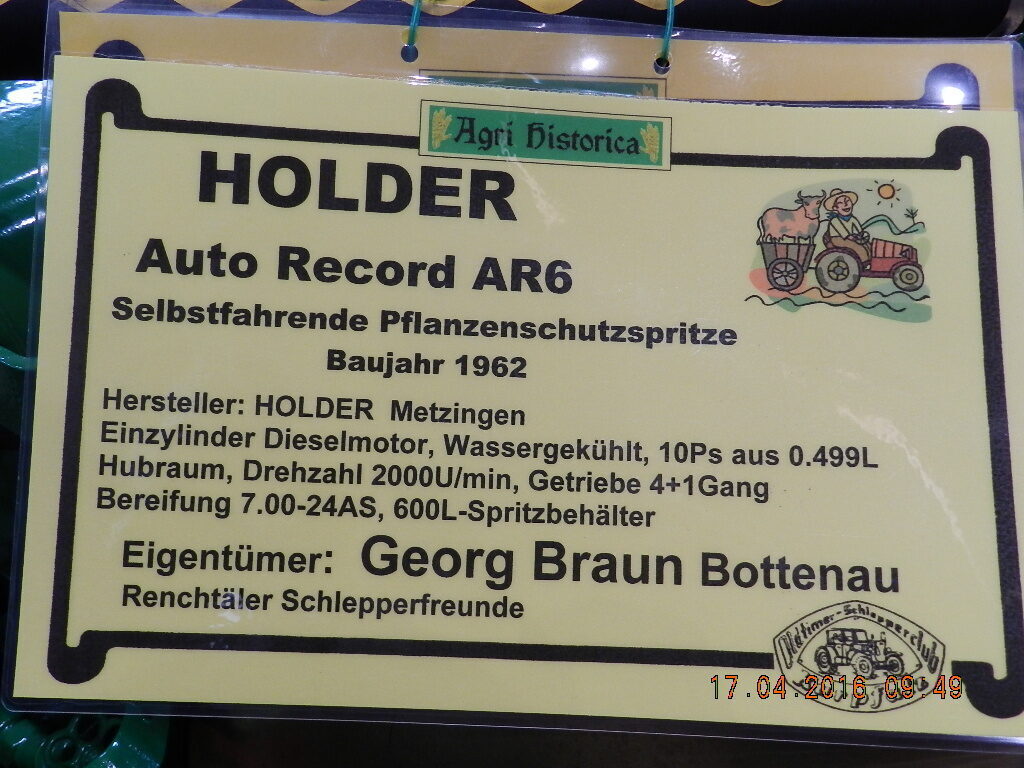 Agri Historica
HOLDER
Auto Record AR6
Selbstfahrende Pflanzenschutzspritze
Baujahr 1962
Hersteller: HOLDER Metzingen
Einzylinder Dieselmotor, Wassergekühlt, 10Ps aus 0.499L
Hubraum, Drehzahl 2000U/min, Getriebe 4+1Gang
Bereifung 7.00-24AS, 600L-Spritzbehälter
Eigentümer: Georg Braun Bottenau
Renchtäler Schlepperfreunde
Oldtimer-Schlepperclub
17.04.2016 09:49